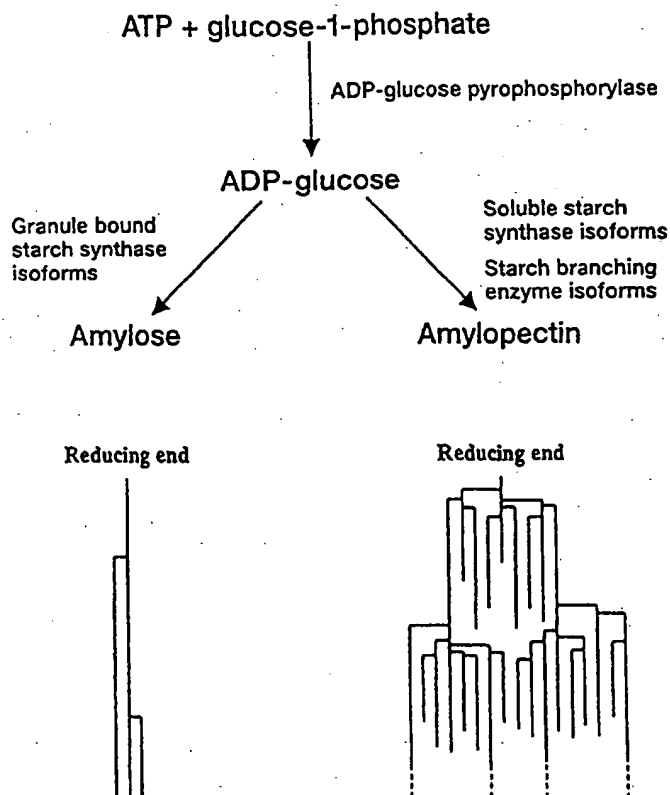 ATP + glucose-1-phosphate
ADP-glucose pyrophosphorylase
ADP-glucose
Granule bound
starch synthase
isoforms
Soluble starch
synthase isoforms
Starch branching
enzyme isoforms
Amylose
Amylopectin
Reducing end
Reducing end